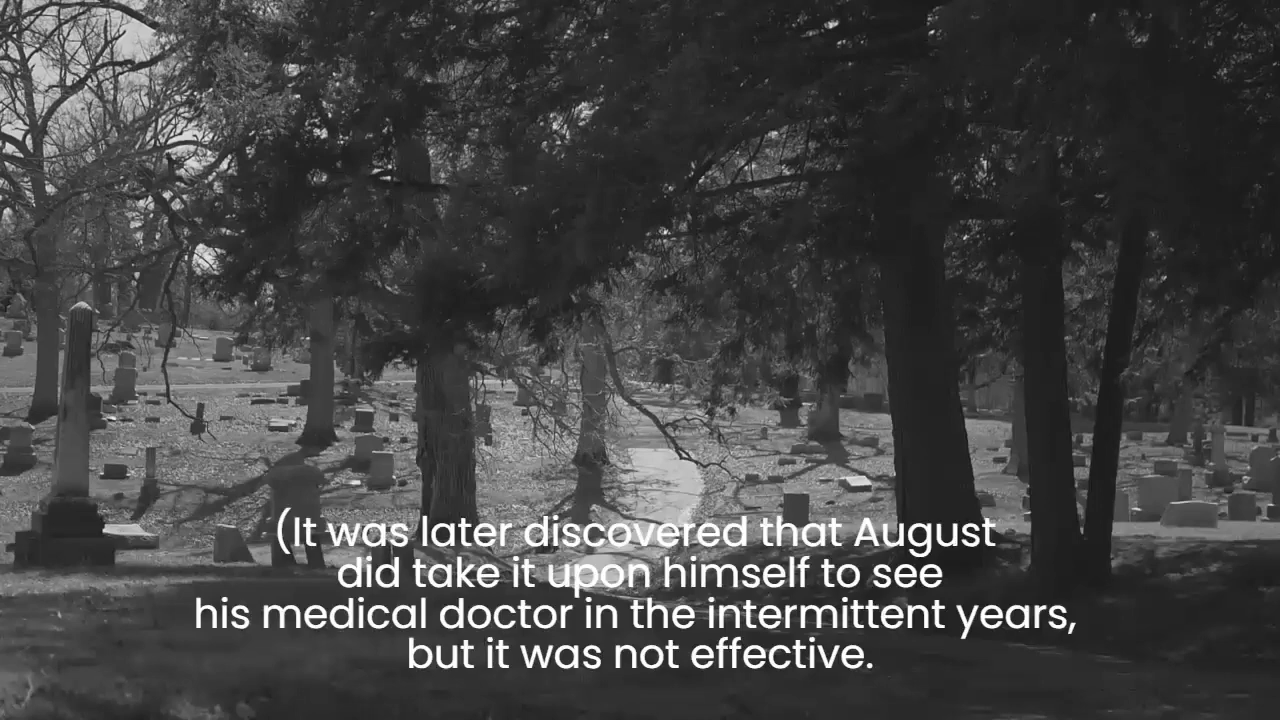 (It was later discovered that August
did take it upon himself to see
his medical doctor in the intermittent years,
but it was not effective.